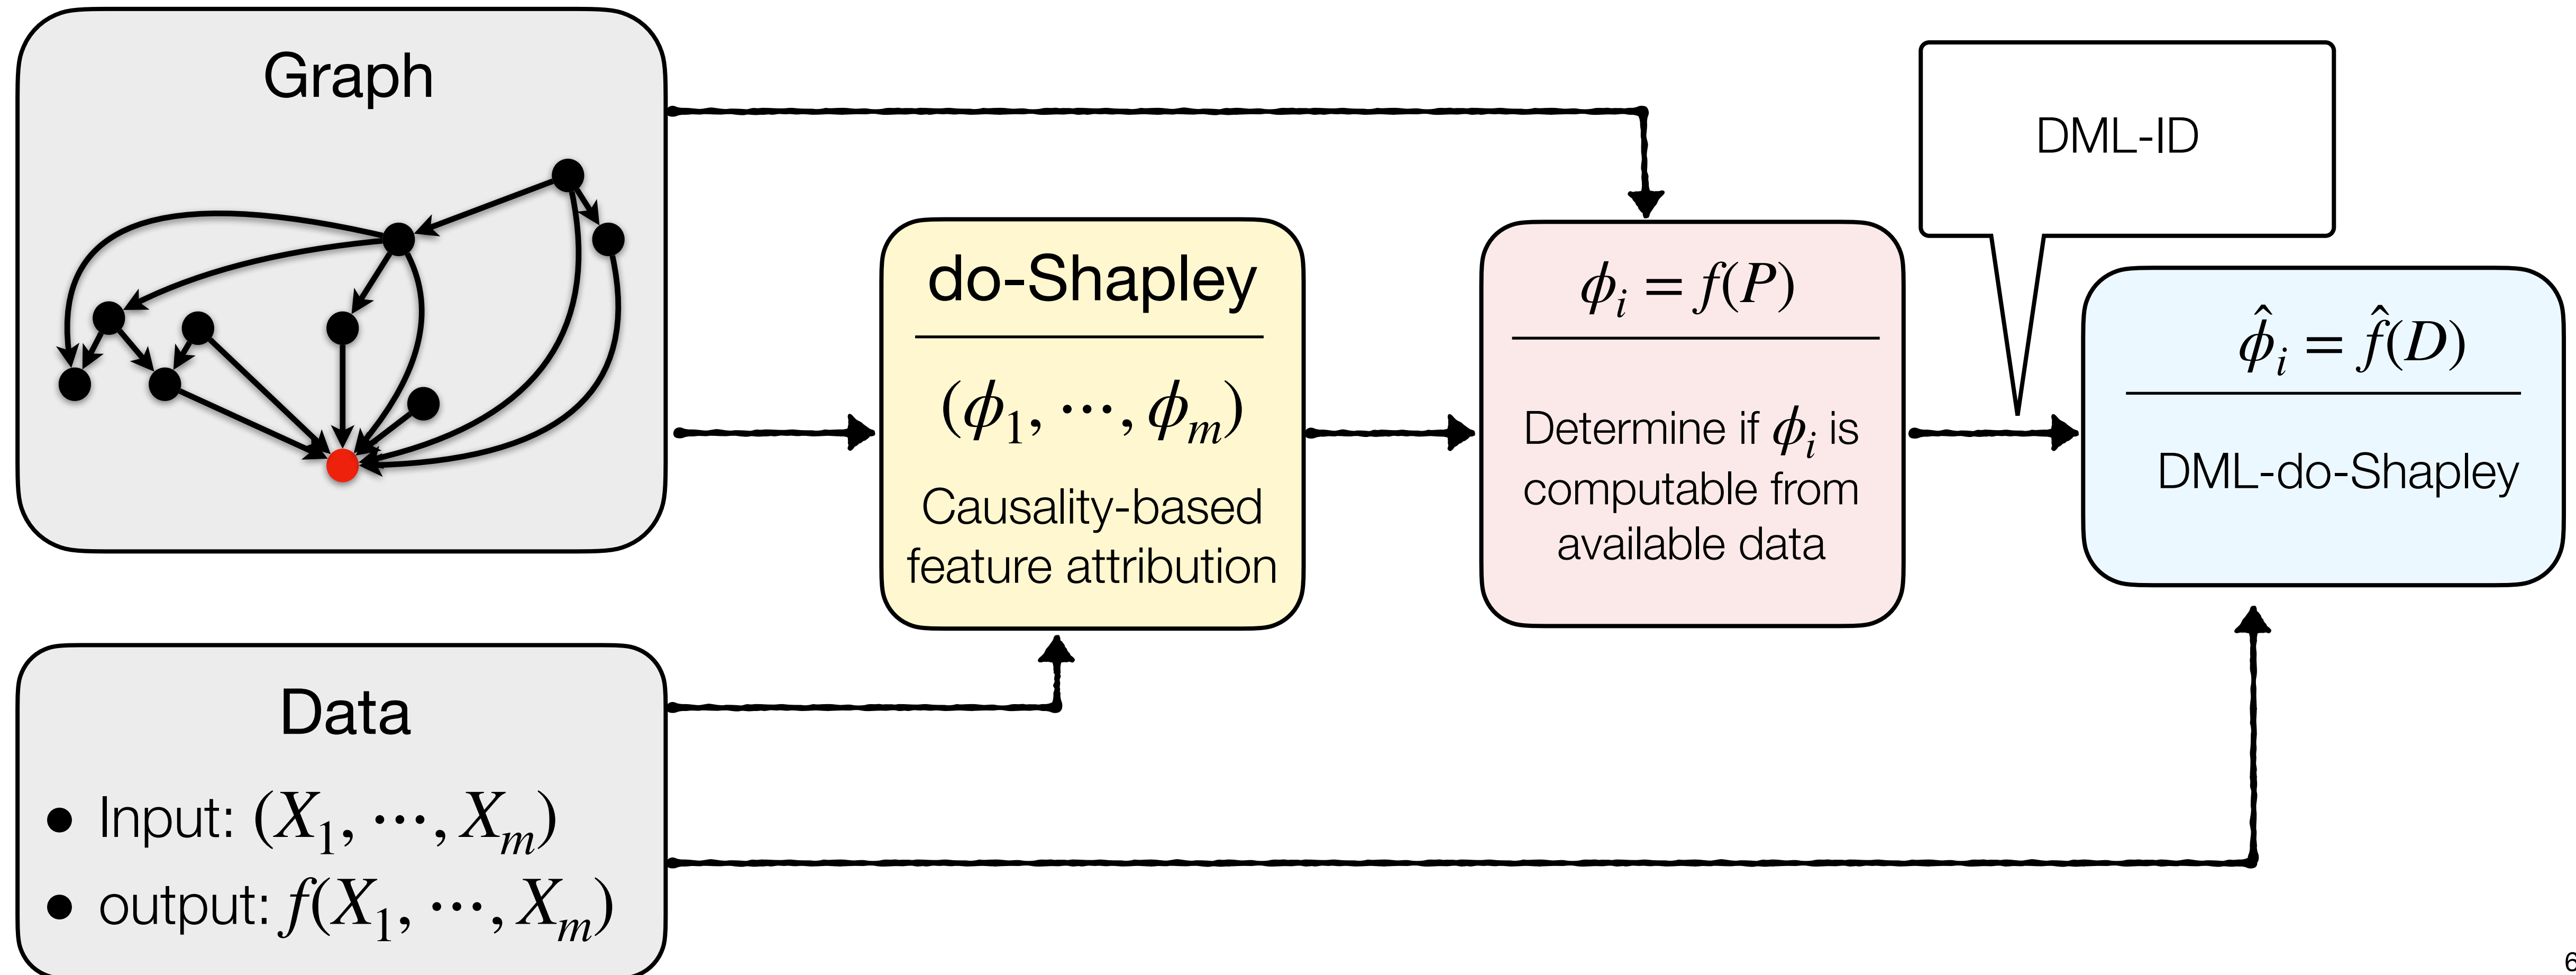 Graph
do-Shapley
(ϕ₁, ⋯, ϕₘ)
Causality-based
feature attribution
ϕᵢ = f(P)
Determine if ϕᵢ is
computable from
available data
DML-ID
ϕ̂ᵢ = f̂(D)
DML-do-Shapley
Data
● Input: (X₁, ⋯, Xₘ)
● output: f(X₁, ⋯, Xₘ)
6